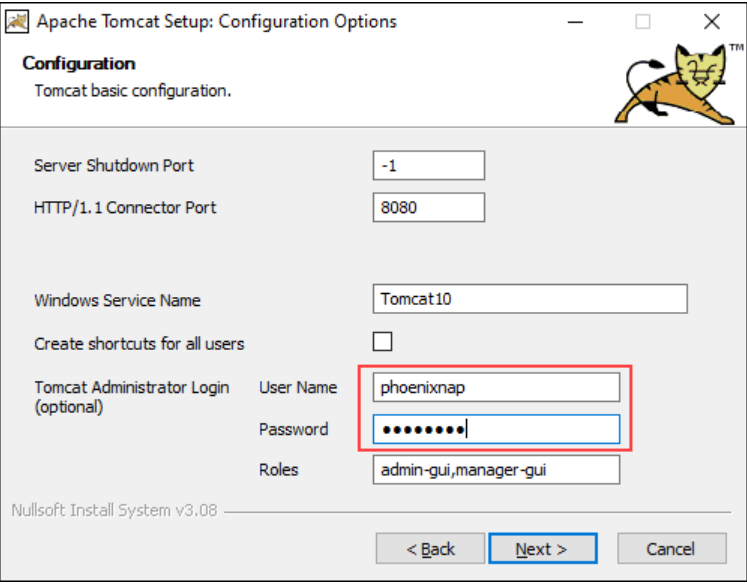 Apache Tomcat Setup: Configuration Options
Configuration
Tomcat basic configuration.
TM
Server Shutdown Port -1
HTTP/1.1 Connector Port 8080
Windows Service Name Tomcat10
Create shortcuts for all users
Tomcat Administrator Login (optional) User Name phoenixnap
Password ●●●●●●●●
Roles admin-gui,manager-gui
Nullsoft Install System v3.08
< Back Next > Cancel